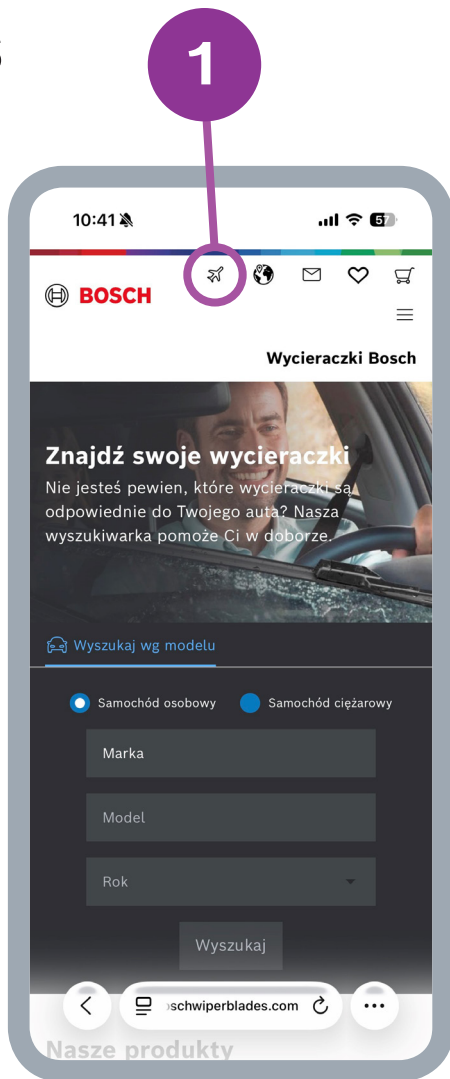 1
10:41
57
BOSCH
Wycieraczki Bosch
Znajdź swoje wycieraczki
Nie jesteś pewien, które wycieraczki są
odpowiednie do Twojego auta? Nasza
wyszukiwarka pomoże Ci w doborze.
Wyszukaj wg modelu
Samochód osobowy
Samochód ciężarowy
Marka
Model
Rok
Wyszukaj
schwiperblades.com
Nasze produkty